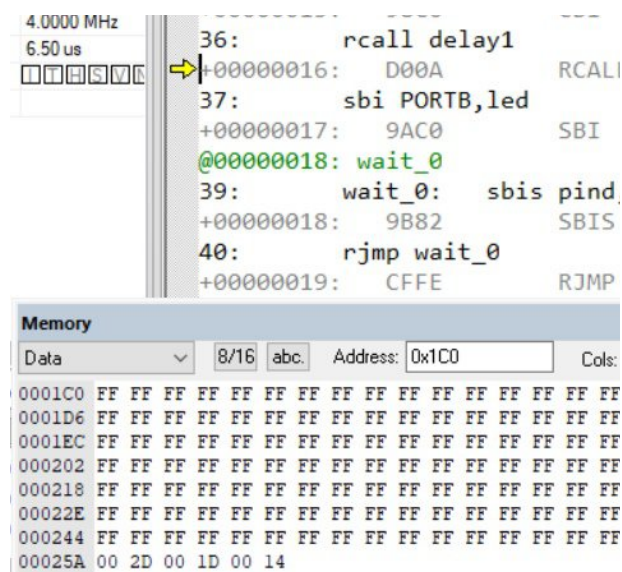 4.0000 MHz
6.50 us
I T H S V N
36: rcall delay1
+00000016: D00A RCALL
37: sbi PORTB,led
+00000017: 9AC0 SBI
@00000018: wait_0
39: wait_0: sbis pind,
+00000018: 9B82 SBIS
40: rjmp wait_0
+00000019: CFFE RJMP
Memory
Data 8/16 abc. Address: 0x1C0 Cols:
0001C0 FF FF FF FF FF FF FF FF FF FF FF FF FF FF FF FF
0001D6 FF FF FF FF FF FF FF FF FF FF FF FF FF FF FF FF
0001EC FF FF FF FF FF FF FF FF FF FF FF FF FF FF FF FF
000202 FF FF FF FF FF FF FF FF FF FF FF FF FF FF FF FF
000218 FF FF FF FF FF FF FF FF FF FF FF FF FF FF FF FF
00022E FF FF FF FF FF FF FF FF FF FF FF FF FF FF FF FF
000244 FF FF FF FF FF FF FF FF FF FF FF FF FF FF FF FF
00025A 00 2D 00 1D 00 14